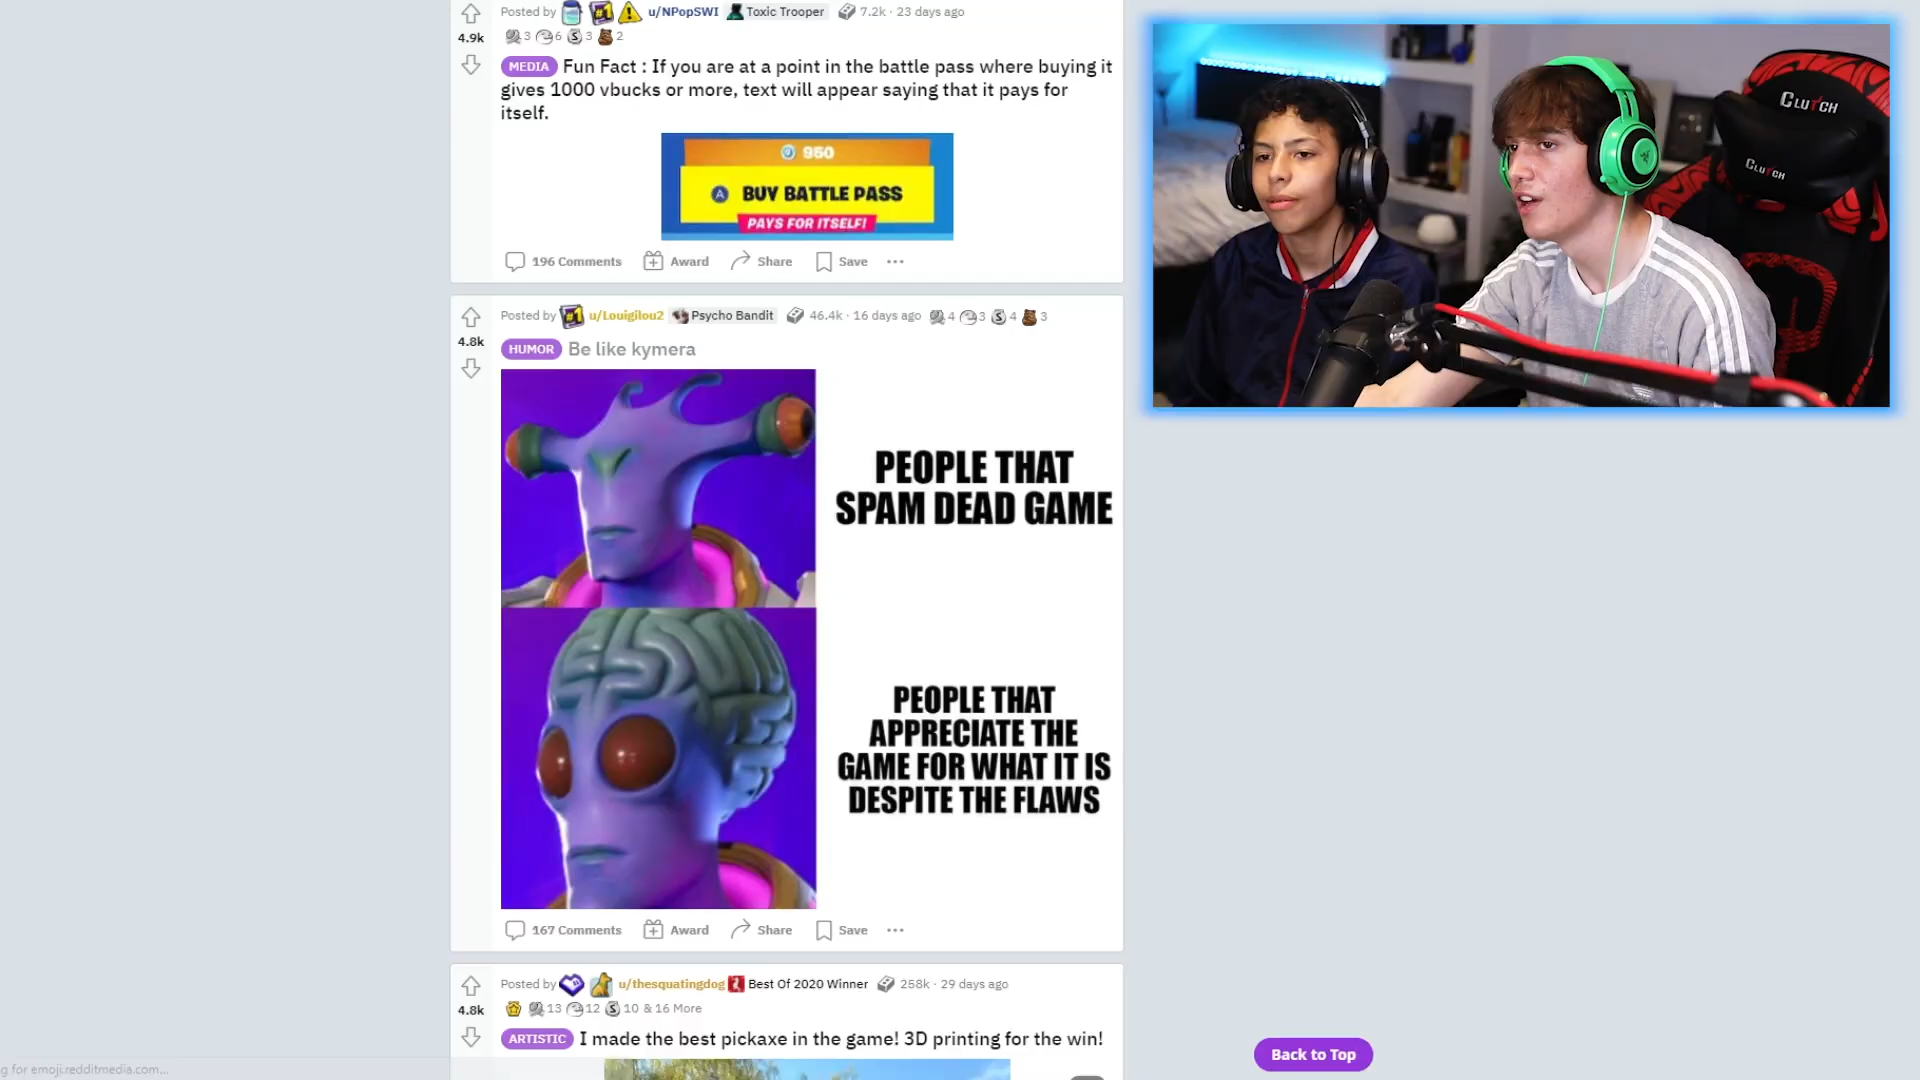 Posted by u/NPopSWI Toxic Trooper 7.2k · 23 days ago
4.9k
3 6 3 2
MEDIA Fun Fact : If you are at a point in the battle pass where buying it
gives 1000 vbucks or more, text will appear saying that it pays for
itself.
950
A BUY BATTLE PASS
PAYS FOR ITSELF!
196 Comments Award Share Save ...
Posted by #1 u/Louigilou2 Psycho Bandit 46.4k · 16 days ago 4 3 4 3
4.8k
HUMOR Be like kymera
PEOPLE THAT
SPAM DEAD GAME
PEOPLE THAT
APPRECIATE THE
GAME FOR WHAT IT IS
DESPITE THE FLAWS
167 Comments Award Share Save ...
Posted by u/thesquatingdog Best Of 2020 Winner 258k · 29 days ago
4.8k
13 12 S 10 & 16 More
ARTISTIC I made the best pickaxe in the game! 3D printing for the win!
g for emoji.redditmedia.com...
Back to Top
CLUTCH
CLUTCH